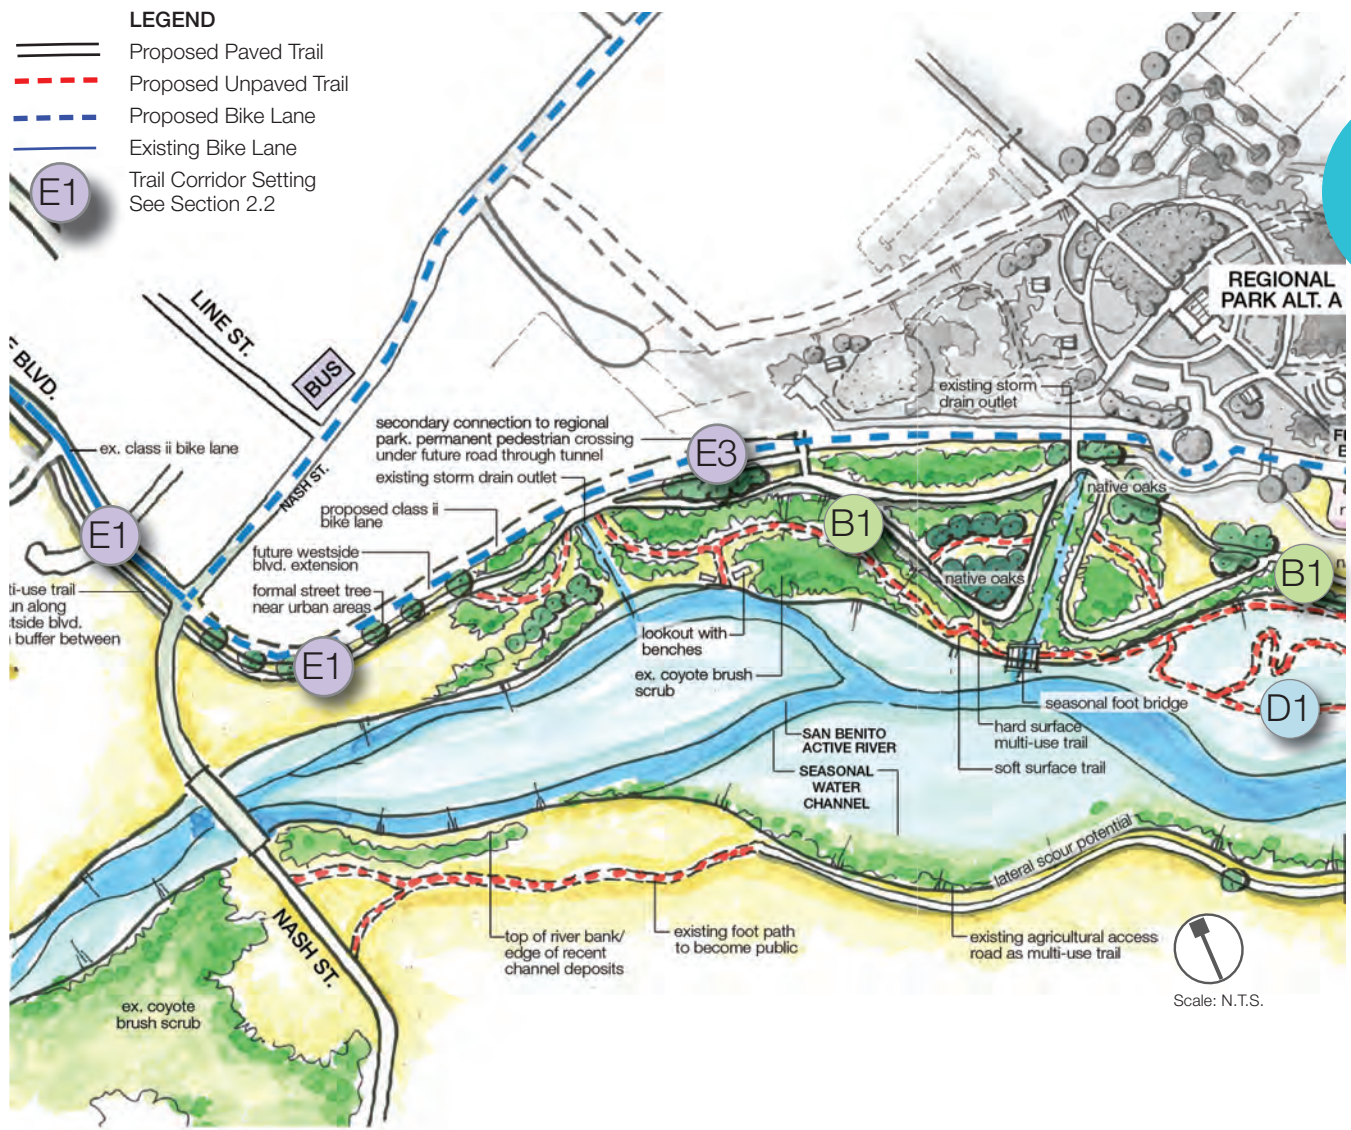 LEGEND
Proposed Paved Trail
Proposed Unpaved Trail
Proposed Bike Lane
Existing Bike Lane
E1
Trail Corridor Setting
See Section 2.2
REGIONAL
PARK ALT. A
LINE ST.
BUS
BLVD.
NASH ST.
ex. class ii bike lane
secondary connection to regional
park. permanent pedestrian crossing
under future road through tunnel
existing storm drain outlet
proposed class ii
bike lane
future westside
blvd. extension
formal street tree
near urban areas
existing storm
drain outlet
E3
native oaks
B1
native oaks
B1
E1
ti-use trail
un along
tside blvd.
buffer between
E1
lookout with
benches
ex. coyote brush
scrub
D1
seasonal foot bridge
SAN BENITO
ACTIVE RIVER
hard surface
multi-use trail
soft surface trail
SEASONAL
WATER
CHANNEL
lateral scour potential
NASH ST.
top of river bank/
edge of recent
channel deposits
existing foot path
to become public
existing agricultural access
road as multi-use trail
ex. coyote
brush scrub
Scale: N.T.S.